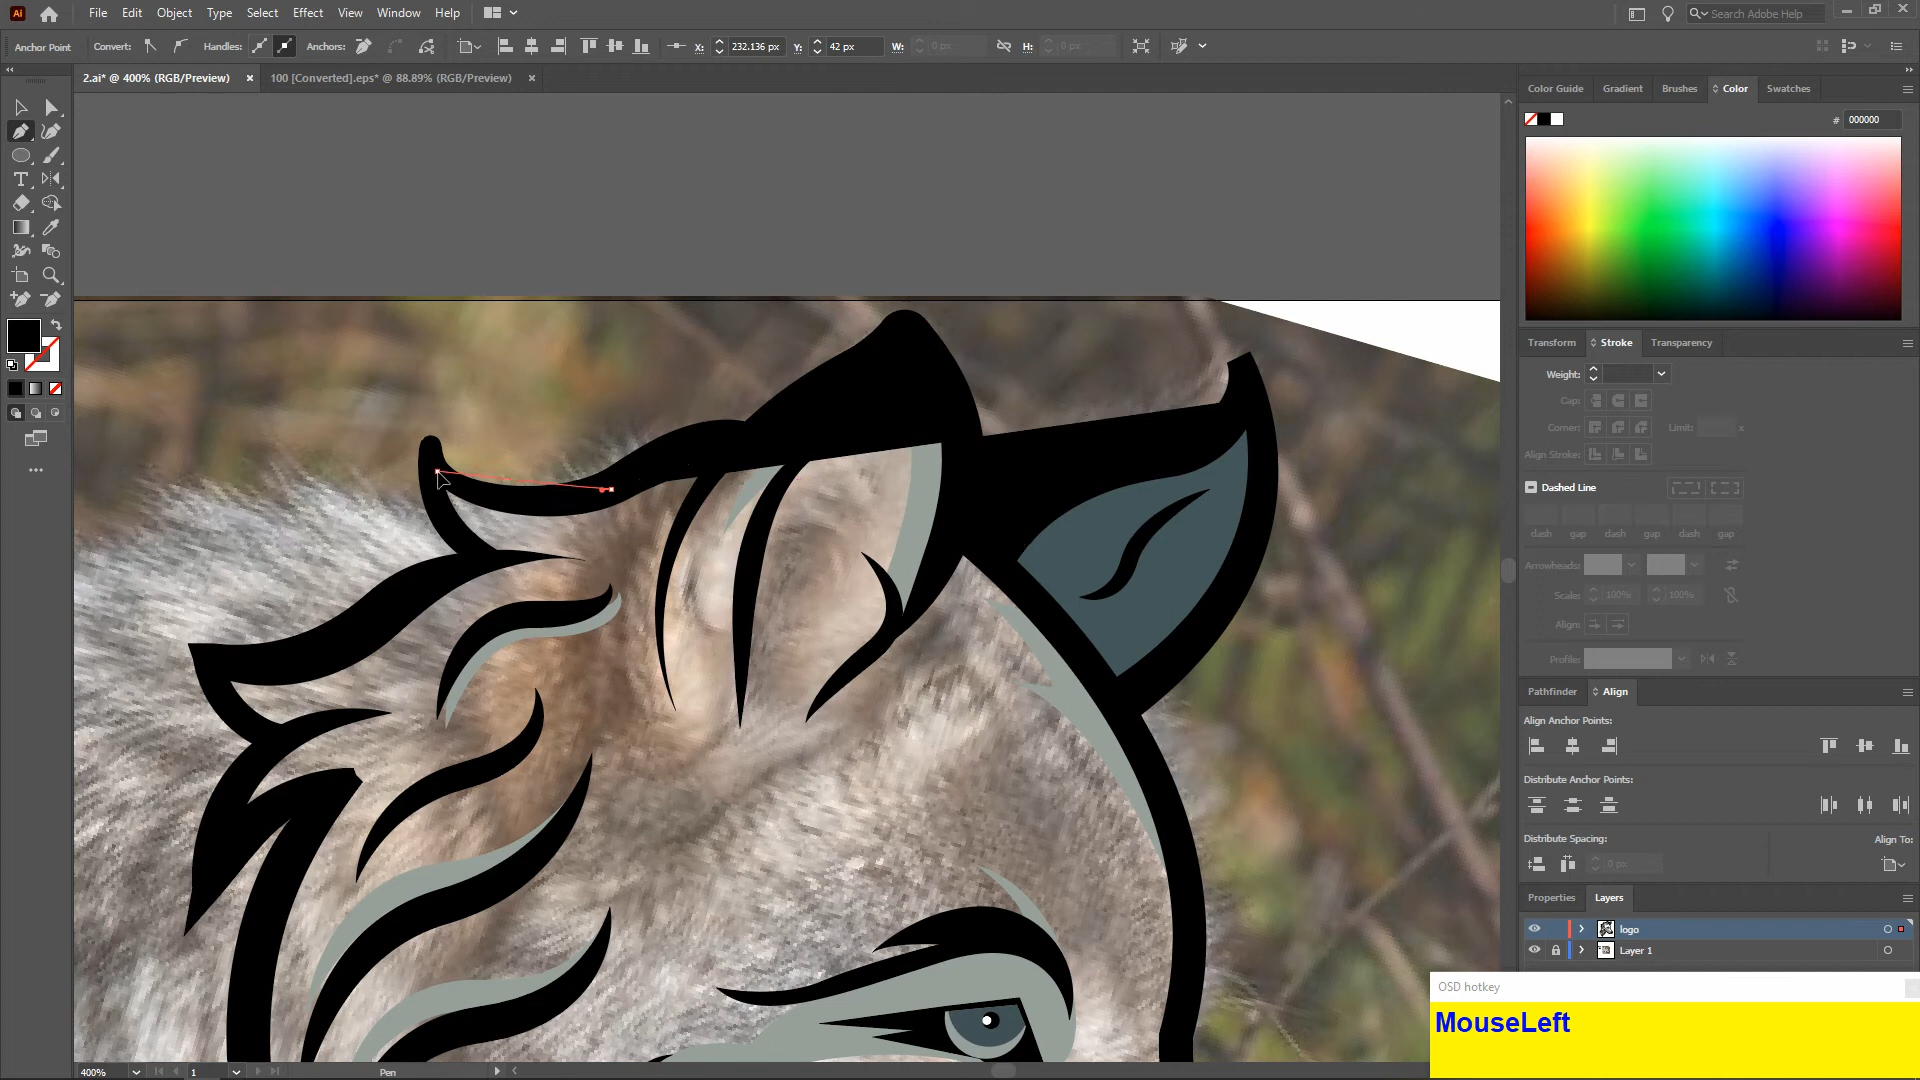 Ai File Edit Object Type Select Effect View Window Help Search Adobe Help
Anchor Point Convert: Handles: Anchors: X: 232.136 px Y: 42 px W: 0 px H: 0 px
2.ai* @ 400% (RGB/Preview) × 100 [Converted].eps* @ 88.89% (RGB/Preview) ×
Color Guide Gradient Brushes Color Swatches
# 000000
Transform Stroke Transparency
Weight:
Cap:
Corner: Limit: x
Align Stroke:
Dashed Line
dash gap dash gap dash gap
Arrowheads:
Scale: 100% 100%
Align:
Profile:
Pathfinder Align
Align Anchor Points:
Distribute Anchor Points:
Distribute Spacing: Align To:
0 px
Properties Layers
logo
Layer 1
OSD hotkey
MouseLeft
400% 1 Pen